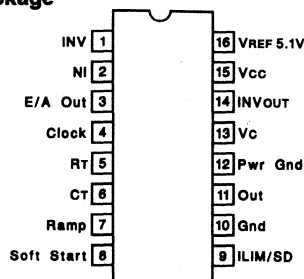 ckage
INV 1
NI 2
E/A Out 3
Clock 4
RT 5
CT 6
Ramp 7
Soft Start 8
16 VREF 5.1V
15 VCC
14 INVOUT
13 VC
12 Pwr Gnd
11 Out
10 Gnd
9 ILIM/SD